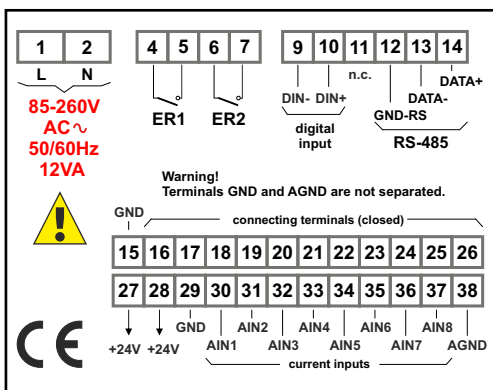 1 2 4 5 6 7 9 10 11 12 13 14
L N
n.c.
DATA+
DIN- DIN+
DATA-
ER1 ER2
GND-RS
digital
input
RS-485
85-260V
AC ∿
50/60Hz
12VA
Warning!
Terminals GND and AGND are not separated.
GND
connecting terminals (closed)
15 16 17 18 19 20 21 22 23 24 25 26
27 28 29 30 31 32 33 34 35 36 37 38
GND AIN2 AIN4 AIN6 AIN8
+24V +24V AIN1 AIN3 AIN5 AIN7 AGND
current inputs
CE